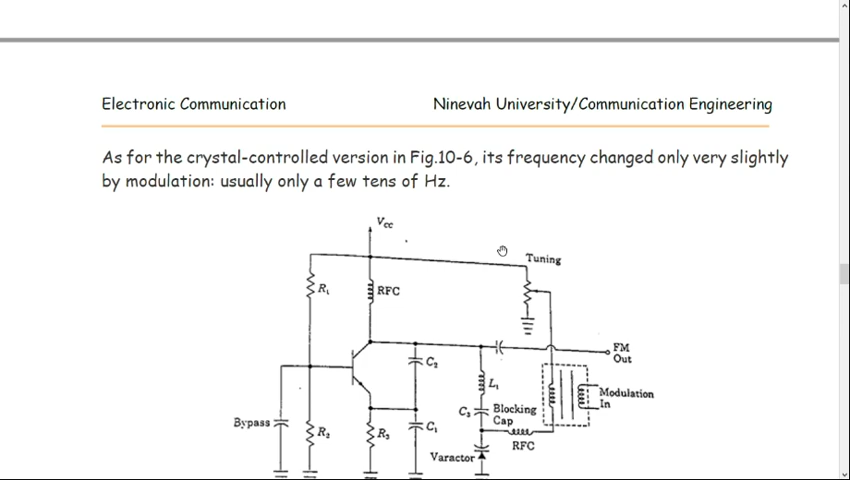 Electronic Communication Ninevah University/Communication Engineering
As for the crystal-controlled version in Fig.10-6, its frequency changed only very slightly
by modulation: usually only a few tens of Hz.
Vcc
Tuning
R₁
RFC
FM
Out
C₂
L₁
Modulation
In
C₃
Blocking
Cap
Bypass
R₂
R₃
C₁
RFC
Varactor